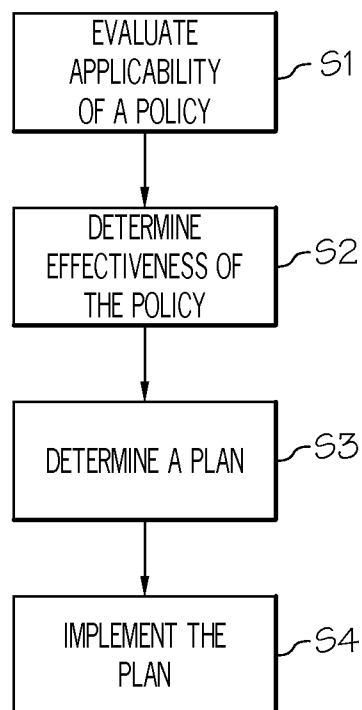 EVALUATE
APPLICABILITY
OF A POLICY
S1
DETERMINE
EFFECTIVENESS OF
THE POLICY
S2
DETERMINE A PLAN
S3
IMPLEMENT THE
PLAN
S4